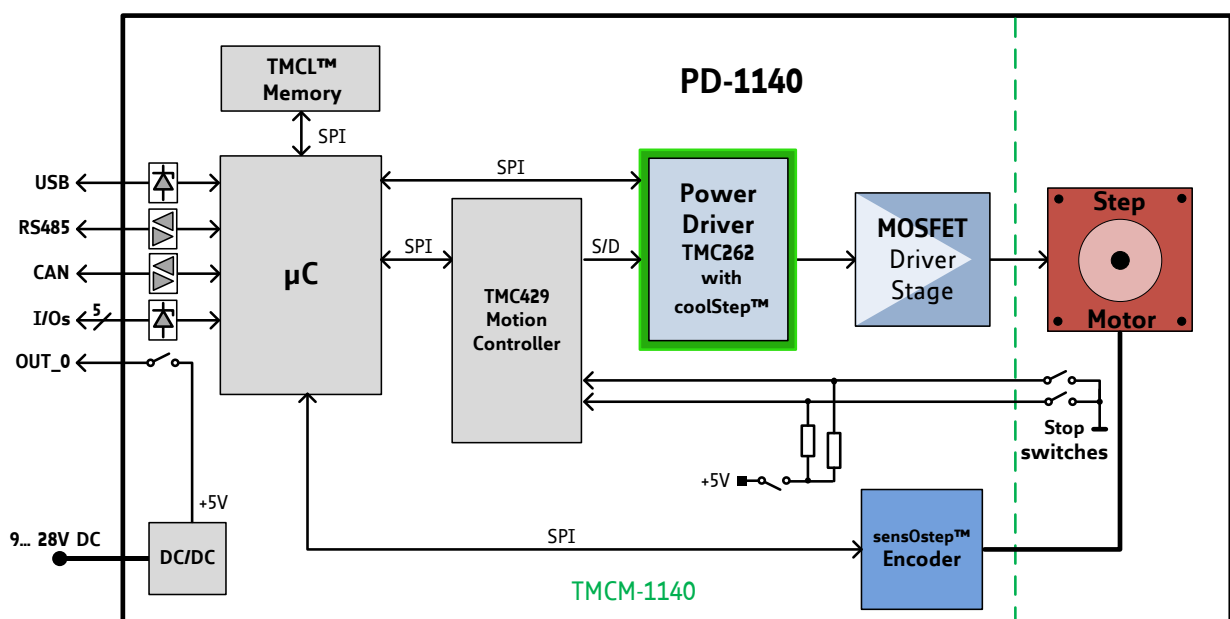 PD-1140
TMCL™
Memory
SPI
USB
RS485
CAN
I/Os
5
OUT_0
µC
SPI
SPI
S/D
TMC429
Motion
Controller
Power
Driver
TMC262
with
coolStep™
MOSFET
Driver
Stage
Step
Motor
Stop
switches
+5V
+5V
9... 28V DC
DC/DC
SPI
sensOstep™
Encoder
TMCM-1140